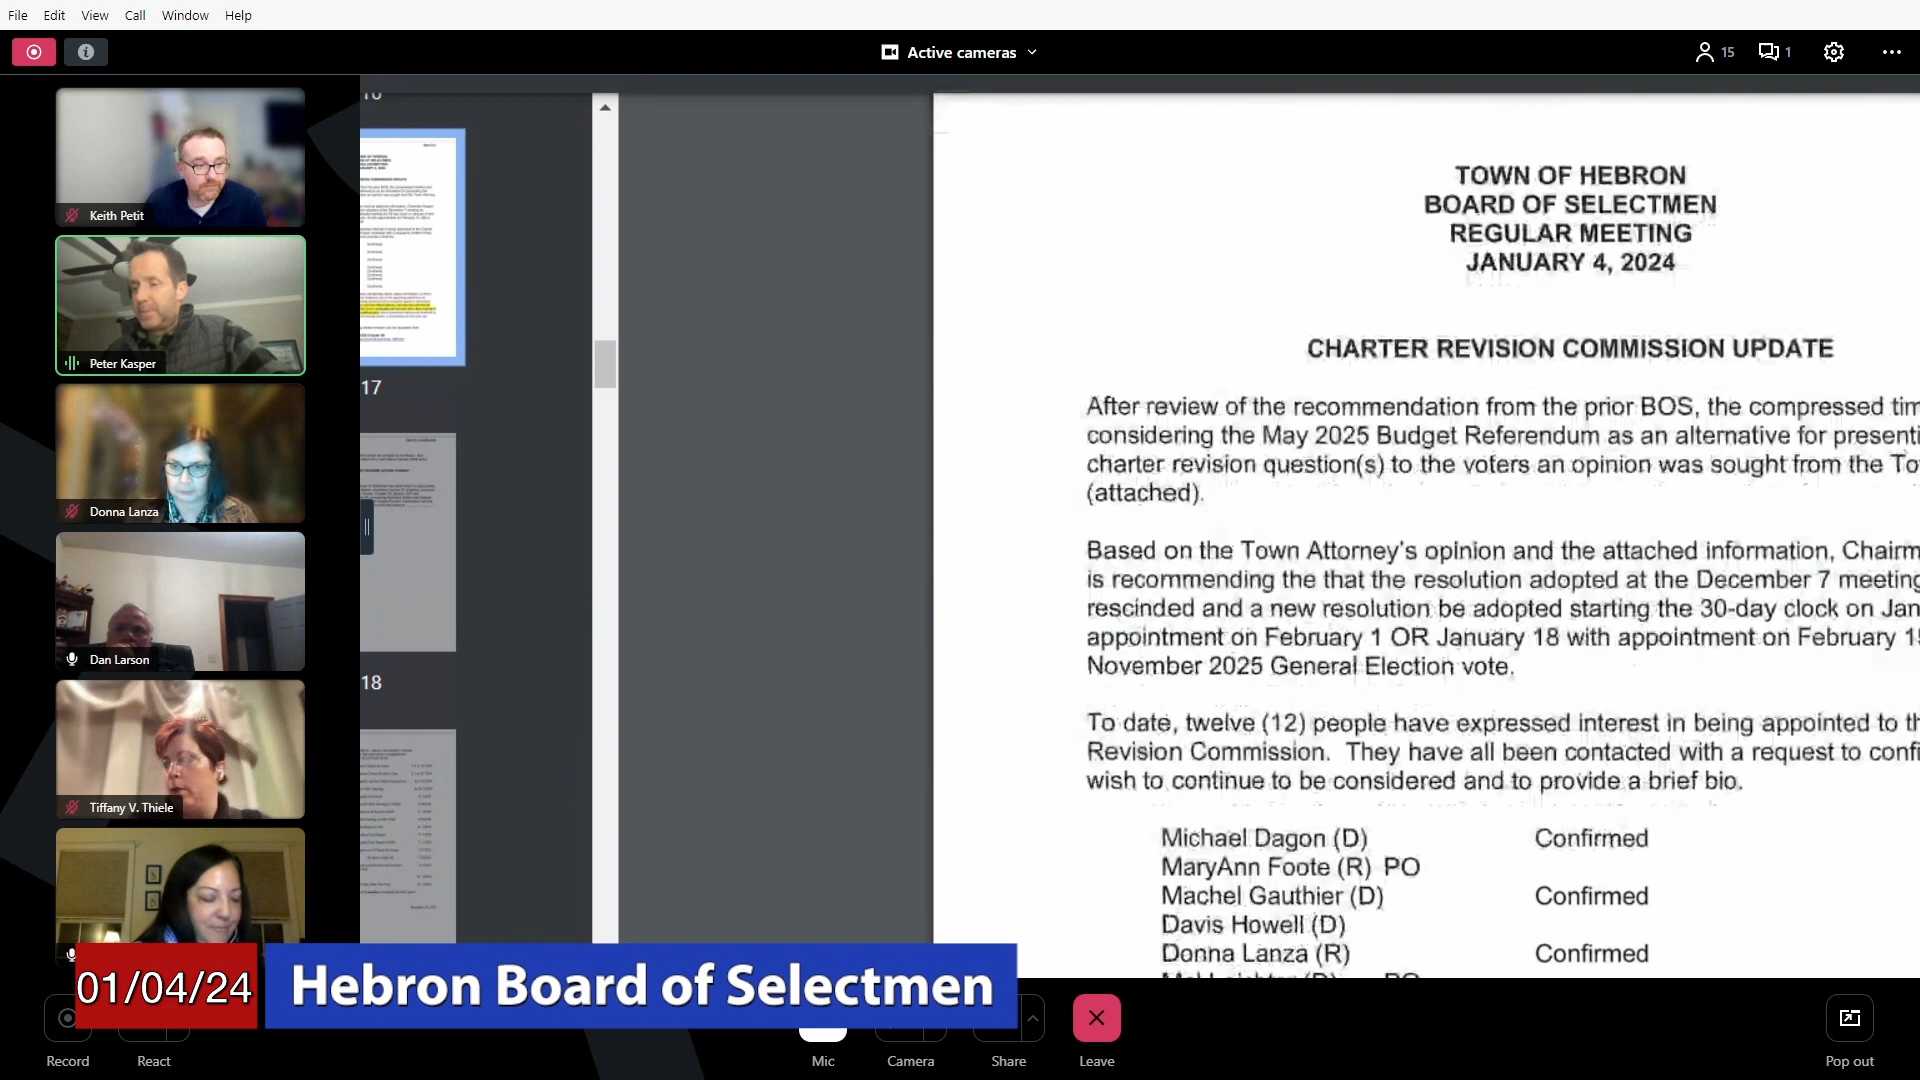 File Edit View Call Window Help
Active cameras
15
1
Keith Petit
Peter Kasper
Donna Lanza
Dan Larson
Tiffany V. Thiele
17
18
TOWN OF HEBRON
BOARD OF SELECTMEN
REGULAR MEETING
JANUARY 4, 2024
CHARTER REVISION COMMISSION UPDATE
After review of the recommendation from the prior BOS, the compressed tim
considering the May 2025 Budget Referendum as an alternative for presenti
charter revision question(s) to the voters an opinion was sought from the To
(attached).
Based on the Town Attorney's opinion and the attached information, Chairm
is recommending the that the resolution adopted at the December 7 meeting
rescinded and a new resolution be adopted starting the 30-day clock on Jan
appointment on February 1 OR January 18 with appointment on February 1
November 2025 General Election vote.
To date, twelve (12) people have expressed interest in being appointed to th
Revision Commission. They have all been contacted with a request to confi
wish to continue to be considered and to provide a brief bio.
Michael Dagon (D) Confirmed
MaryAnn Foote (R) PO
Machel Gauthier (D) Confirmed
Davis Howell (D)
Donna Lanza (R) Confirmed
01/04/24
Hebron Board of Selectmen
Record React Mic Camera Share Leave Pop out